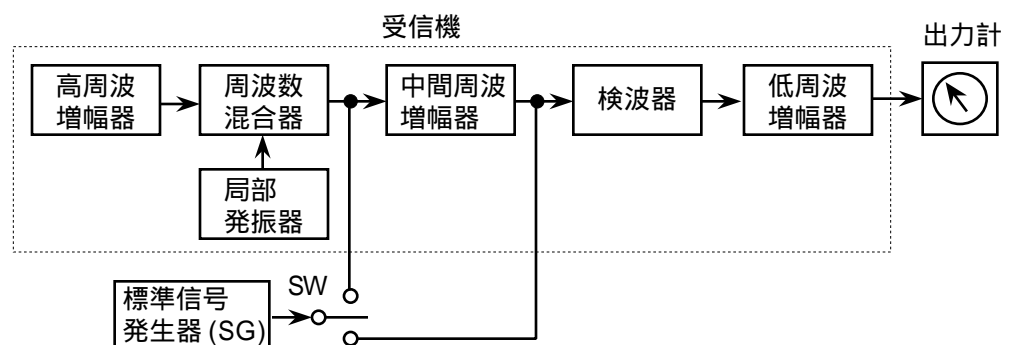 受信機
出力計
高周波
増幅器
周波数
混合器
中間周波
増幅器
検波器
低周波
増幅器
局部
発振器
標準信号
発生器 (SG)
SW